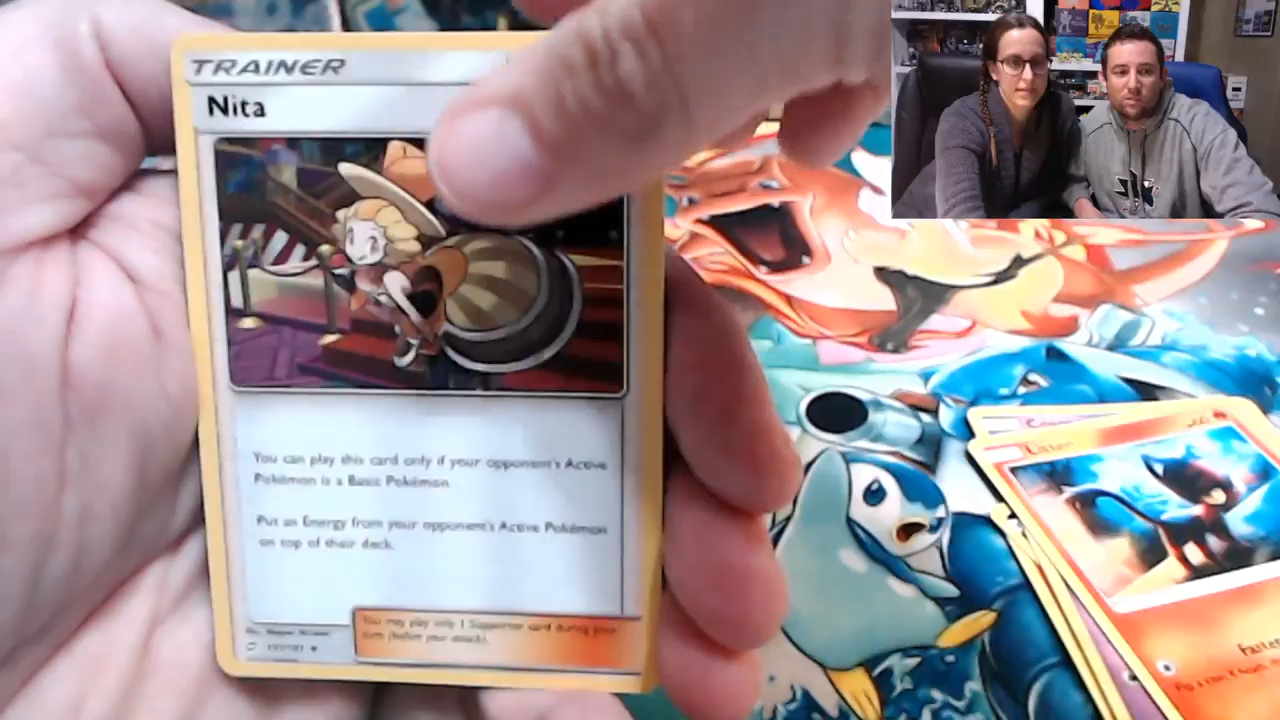 TRAINER
Nita
You can play this card only if your opponent's Active
Pokémon is a Basic Pokémon.
Put an Energy from your opponent's Active Pokémon
on top of their deck.
You may play only 1 Supporter card during your
turn (before your attack).
Litten